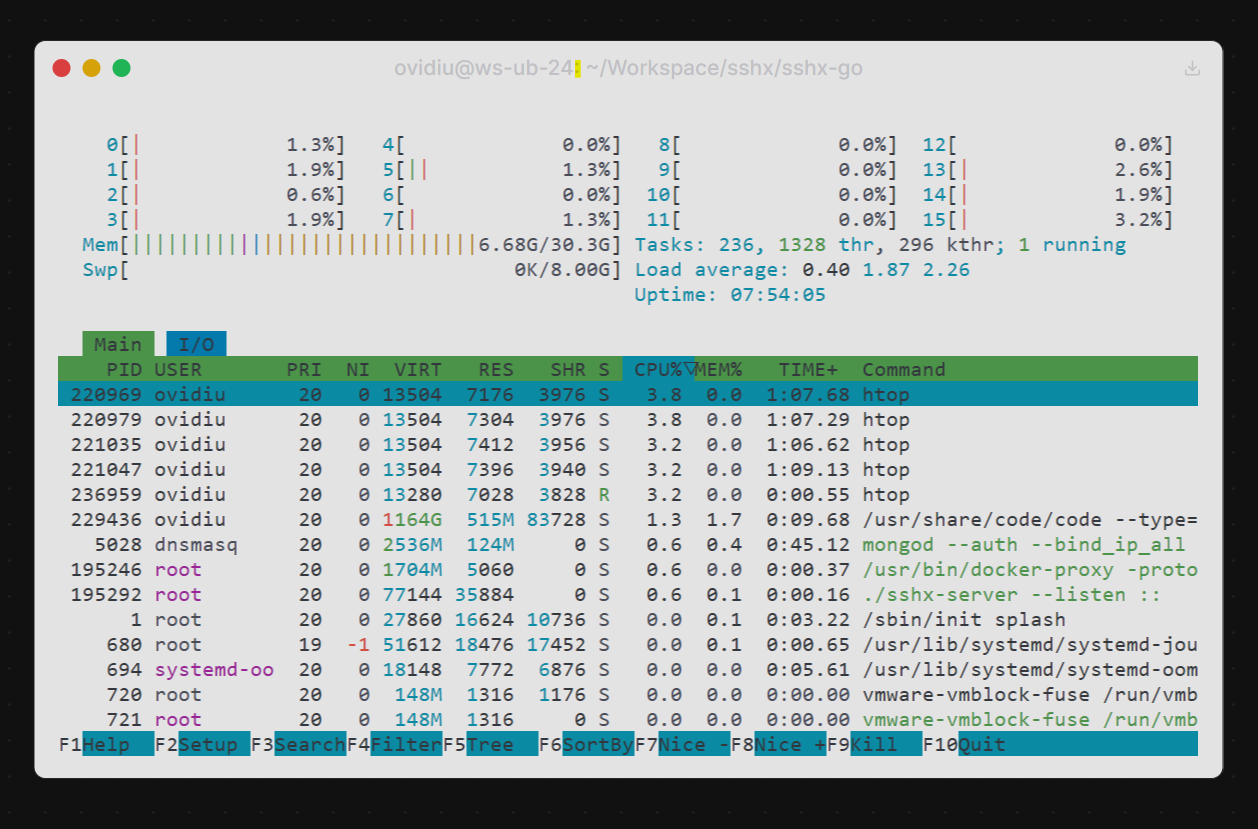 ovidiu@ws-ub-24: ~/Workspace/sshx/sshx-go
0[| 1.3%] 4[ 0.0%] 8[ 0.0%] 12[ 0.0%]
1[| 1.9%] 5[|| 1.3%] 9[ 0.0%] 13[| 2.6%]
2[| 0.6%] 6[ 0.0%] 10[ 0.0%] 14[| 1.9%]
3[| 1.9%] 7[| 1.3%] 11[ 0.0%] 15[| 3.2%]
Mem[|||||||||||||||||||||||||||||6.68G/30.3G] Tasks: 236, 1328 thr, 296 kthr; 1 running
Swp[ 0K/8.00G] Load average: 0.40 1.87 2.26
Uptime: 07:54:05
Main I/O
PID USER PRI NI VIRT RES SHR S CPU%▽MEM% TIME+ Command
220969 ovidiu 20 0 13504 7176 3976 S 3.8 0.0 1:07.68 htop
220979 ovidiu 20 0 13504 7304 3976 S 3.8 0.0 1:07.29 htop
221035 ovidiu 20 0 13504 7412 3956 S 3.2 0.0 1:06.62 htop
221047 ovidiu 20 0 13504 7396 3940 S 3.2 0.0 1:09.13 htop
236959 ovidiu 20 0 13280 7028 3828 R 3.2 0.0 0:00.55 htop
229436 ovidiu 20 0 1164G 515M 83728 S 1.3 1.7 0:09.68 /usr/share/code/code --type=
5028 dnsmasq 20 0 2536M 124M 0 S 0.6 0.4 0:45.12 mongod --auth --bind_ip_all
195246 root 20 0 1704M 5060 0 S 0.6 0.0 0:00.37 /usr/bin/docker-proxy -proto
195292 root 20 0 77144 35884 0 S 0.6 0.1 0:00.16 ./sshx-server --listen ::
1 root 20 0 27860 16624 10736 S 0.0 0.1 0:03.22 /sbin/init splash
680 root 19 -1 51612 18476 17452 S 0.0 0.1 0:00.65 /usr/lib/systemd/systemd-jou
694 systemd-oo 20 0 18148 7772 6876 S 0.0 0.0 0:05.61 /usr/lib/systemd/systemd-oom
720 root 20 0 148M 1316 1176 S 0.0 0.0 0:00.00 vmware-vmblock-fuse /run/vmb
721 root 20 0 148M 1316 0 S 0.0 0.0 0:00.00 vmware-vmblock-fuse /run/vmb
F1Help F2Setup F3SearchF4FilterF5Tree F6SortByF7Nice -F8Nice +F9Kill F10Quit